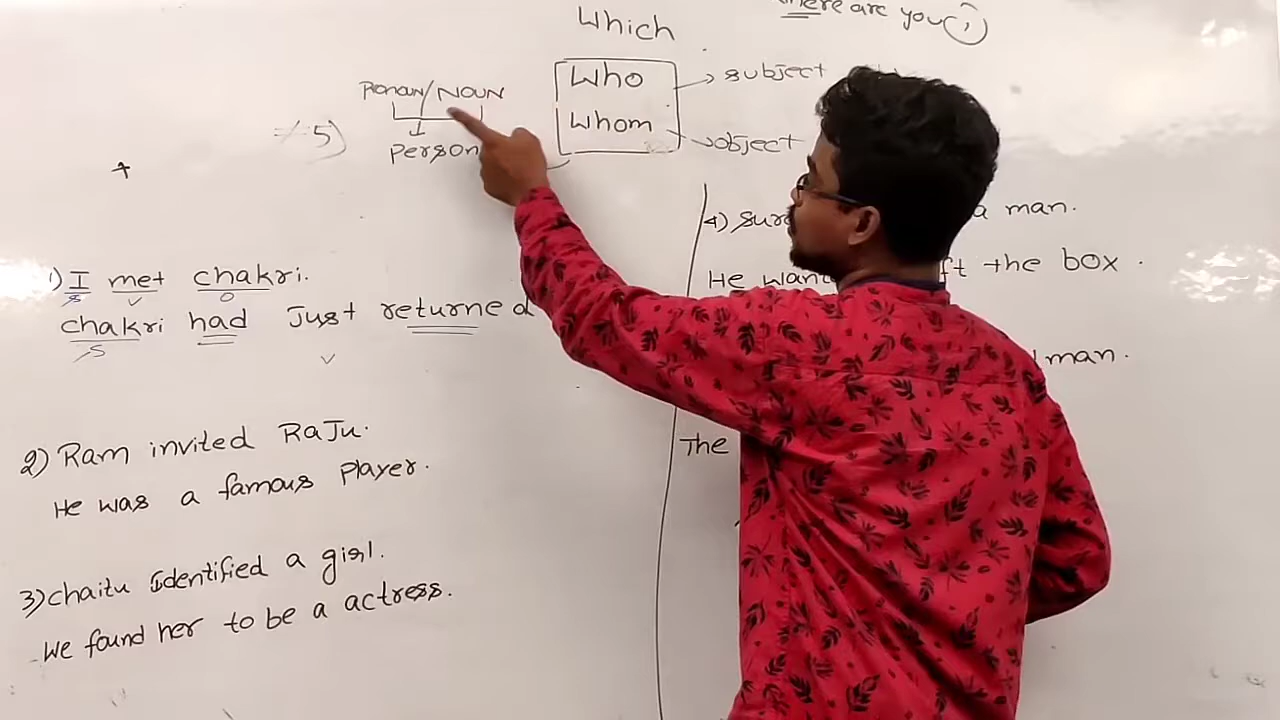 here are you ?
Which
Pronoun/NOUN
Who
subject
Whom
object
5)
person
1) I met chakri.
S V O
chakri had Just returned
S V
2) Ram invited RaJu.
He was a famous Player.
3) chaitu Identified a girl.
We found her to be a actress.
4) a man.
He the box.
man.
The